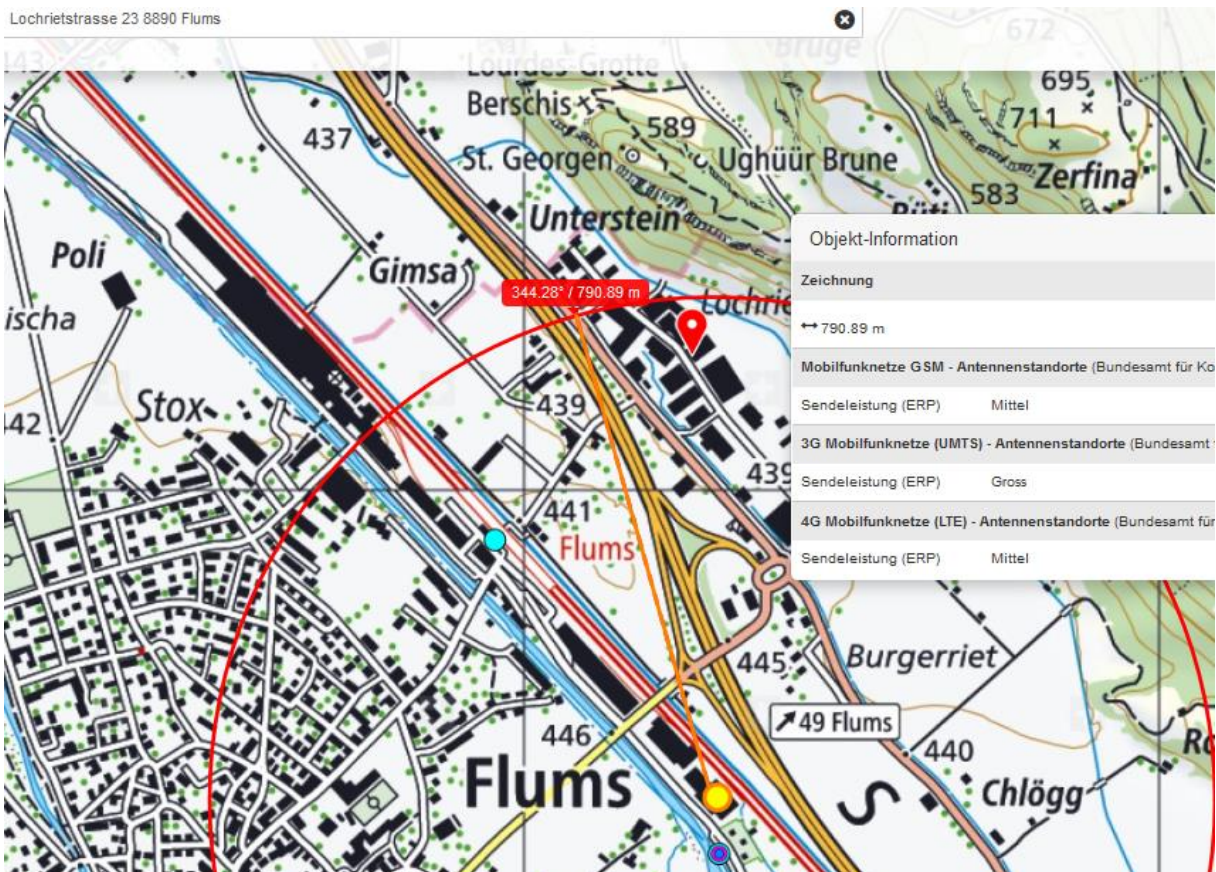 Lochrietstrasse 23 8890 Flums
672
143
Lourdes-Grotte
695
Berschis
437
589
711
St. Georgen
Ughüür Brune
Zerfina
583
Unterstein
Rüti
Poli
Objekt-Information
Gimsa
Zeichnung
344.28° / 790.89 m
ischa
Lochrie
790.89 m
Mobilfunknetze GSM - Antennenstandorte (Bundesamt für Ko
Stox
439
Sendeleistung (ERP) Mittel
42
3G Mobilfunknetze (UMTS) - Antennenstandorte (Bundesamt
439
Sendeleistung (ERP) Gross
441
4G Mobilfunknetze (LTE) - Antennenstandorte (Bundesamt für
Flums
Sendeleistung (ERP) Mittel
445
Burgerriet
49 Flums
446
440
Flums
Chlögg
S